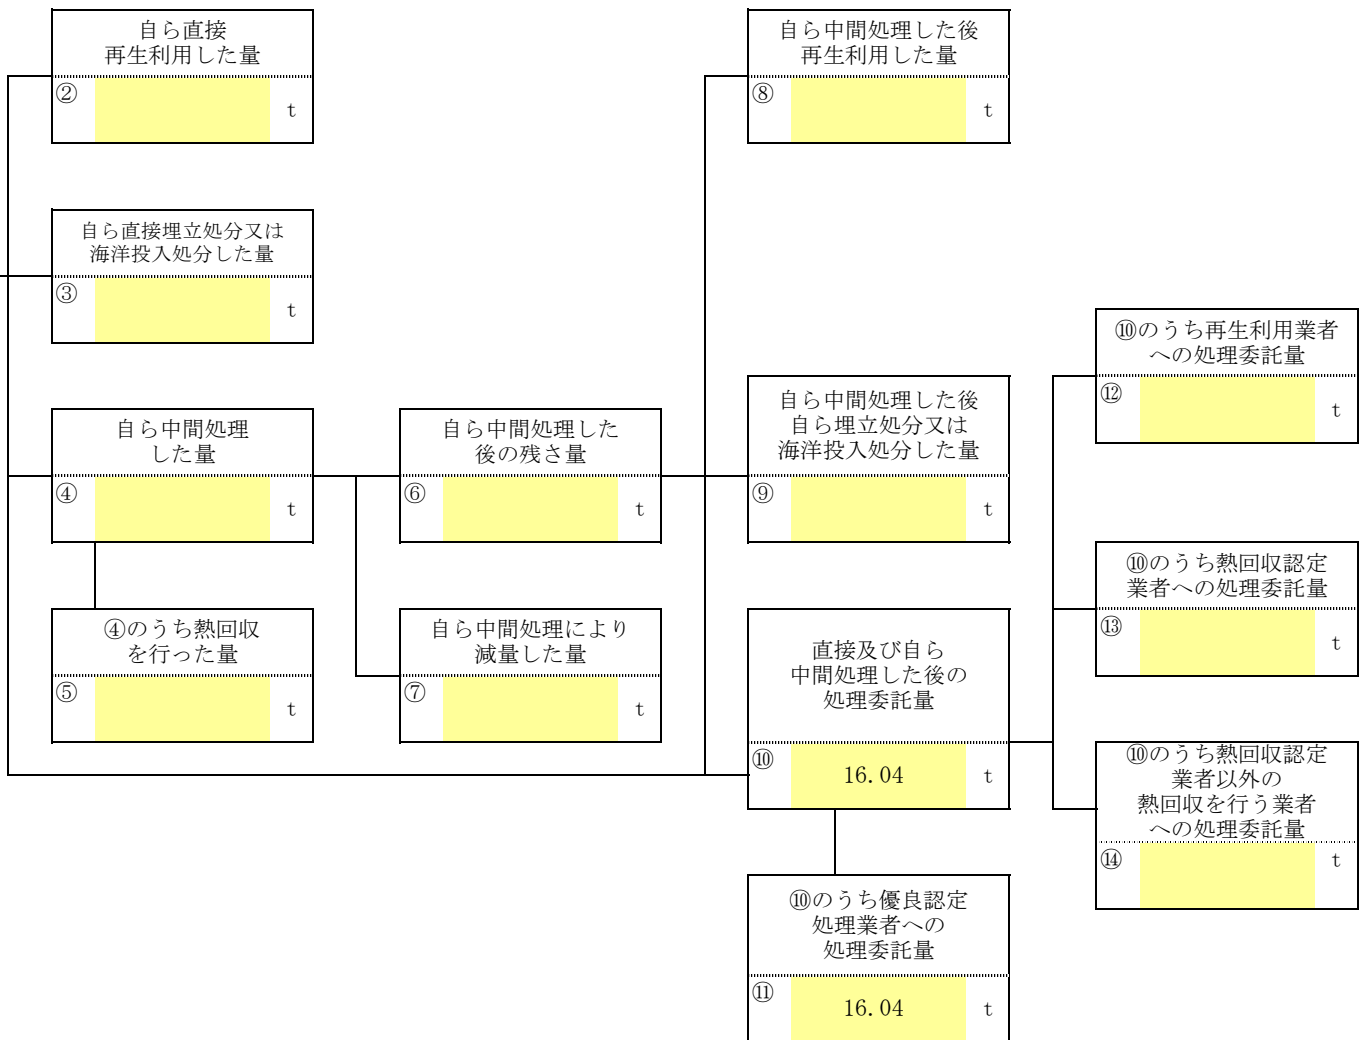 自ら直接
再生利用した量
② t
自ら直接埋立処分又は
海洋投入処分した量
③ t
自ら中間処理
した量
④ t
④のうち熱回収
を行った量
⑤ t
自ら中間処理した
後の残さ量
⑥ t
自ら中間処理により
減量した量
⑦ t
自ら中間処理した後
再生利用した量
⑧ t
自ら中間処理した後
自ら埋立処分又は
海洋投入処分した量
⑨ t
直接及び自ら
中間処理した後の
処理委託量
⑩ 16.04 t
⑩のうち優良認定
処理業者への
処理委託量
⑪ 16.04 t
⑩のうち再生利用業者
への処理委託量
⑫ t
⑩のうち熱回収認定
業者への処理委託量
⑬ t
⑩のうち熱回収認定
業者以外の
熱回収を行う業者
への処理委託量
⑭ t